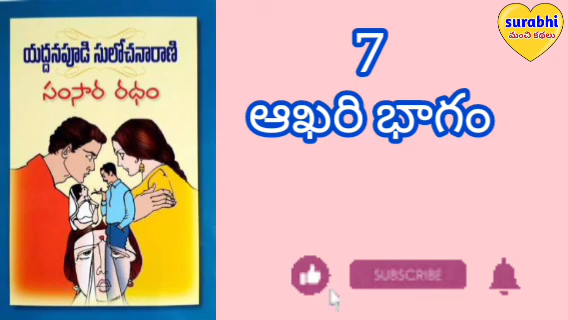 యద్దనపూడి సులోచనారాణి
సంసార రథం
7
ఆఖరి భాగం
surabhi
మంచి కథలు
SUBSCRIBE